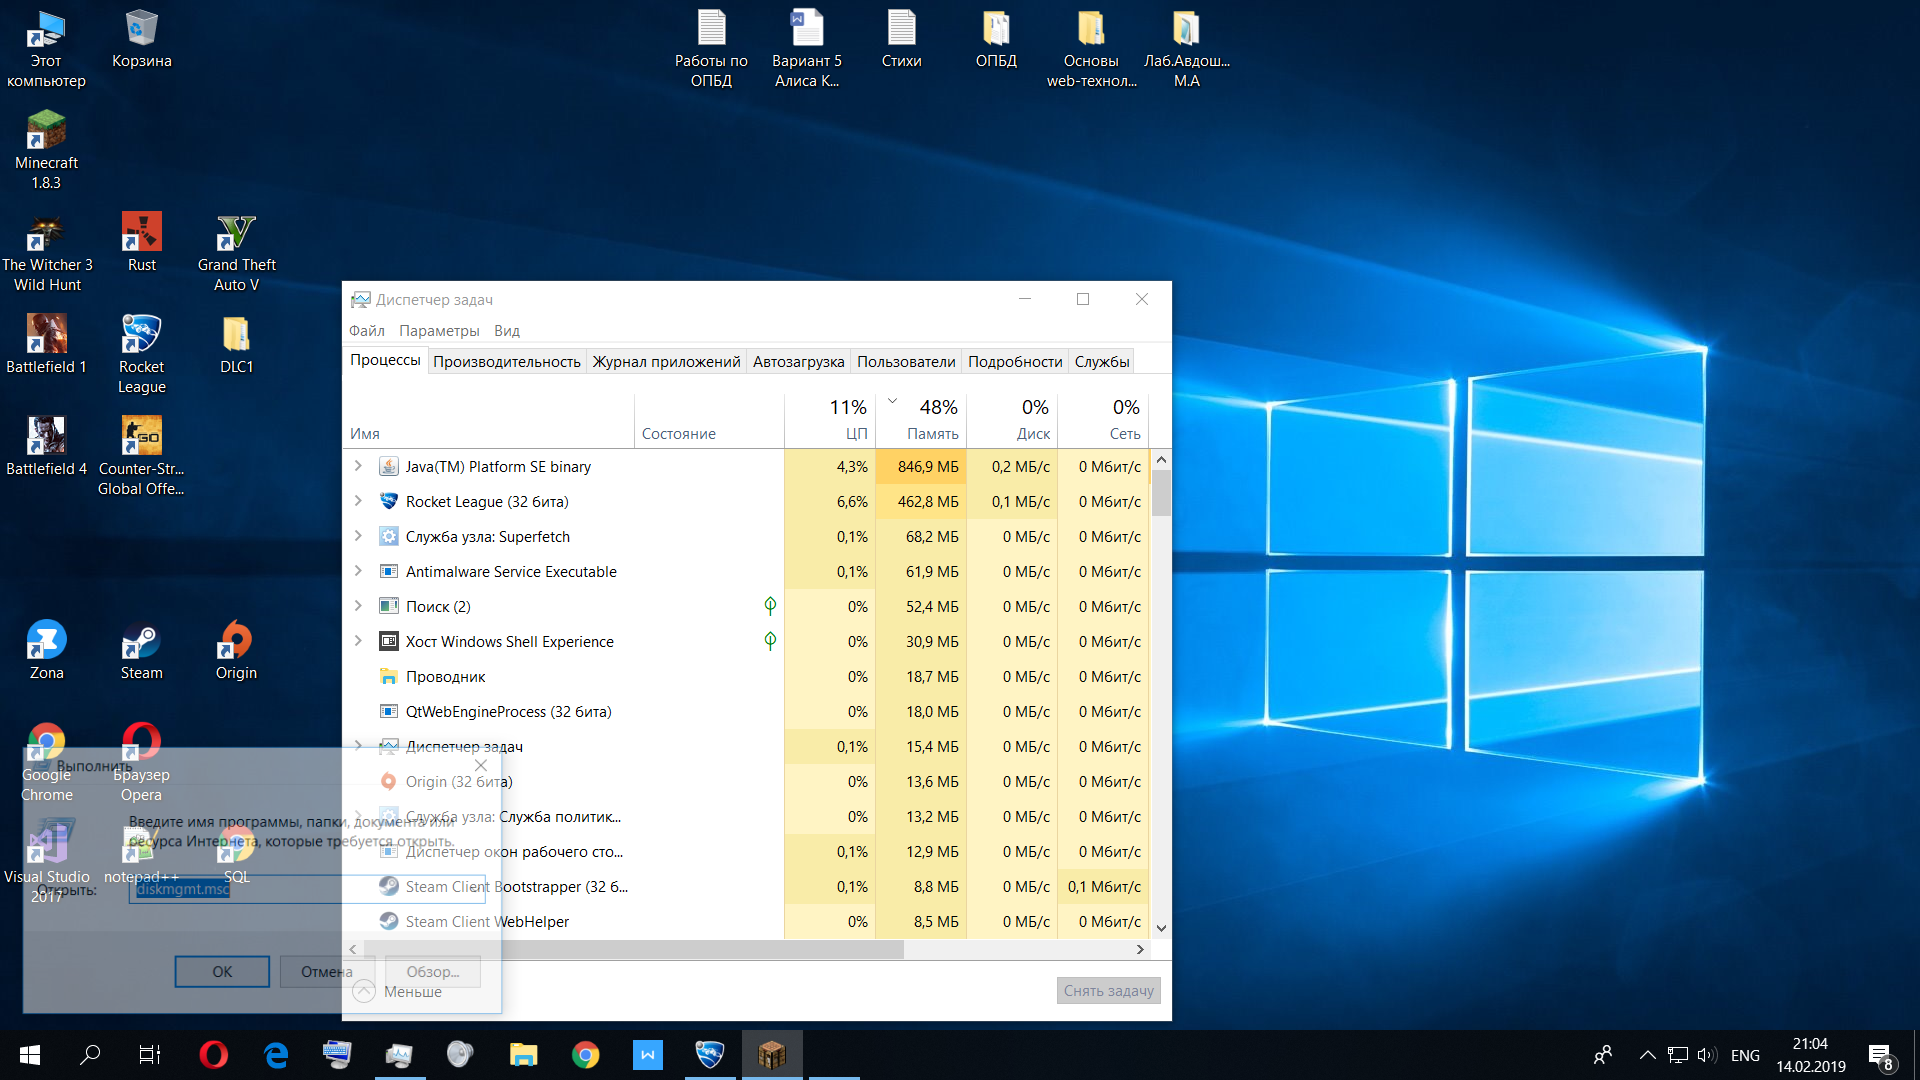 Этот
компьютер
Корзина
Работы по
ОПБД
Вариант 5
Алиса К...
Стихи
ОПБД
Основы
web-технол...
Лаб.Авдош...
М.А
Minecraft
1.8.3
The Witcher 3
Wild Hunt
Rust
Grand Theft
Auto V
Battlefield 1
Rocket
League
DLC1
Battlefield 4
Counter-Str...
Global Offe...
Zona
Steam
Origin
Google
Chrome
Браузер
Opera
Visual Studio
2017
notepad++
SQL
Диспетчер задач
Файл Параметры Вид
Процессы Производительность Журнал приложений Автозагрузка Пользователи Подробности Службы
11% 48% 0% 0%
Имя Состояние ЦП Память Диск Сеть
Java(TM) Platform SE binary 4,3% 846,9 МБ 0,2 МБ/с 0 Мбит/с
Rocket League (32 бита) 6,6% 462,8 МБ 0,1 МБ/с 0 Мбит/с
Служба узла: Superfetch 0,1% 68,2 МБ 0 МБ/с 0 Мбит/с
Antimalware Service Executable 0,1% 61,9 МБ 0 МБ/с 0 Мбит/с
Поиск (2) 0% 52,4 МБ 0 МБ/с 0 Мбит/с
Хост Windows Shell Experience 0% 30,9 МБ 0 МБ/с 0 Мбит/с
Проводник 0% 18,7 МБ 0 МБ/с 0 Мбит/с
QtWebEngineProcess (32 бита) 0% 18,0 МБ 0 МБ/с 0 Мбит/с
Диспетчер задач 0,1% 15,4 МБ 0 МБ/с 0 Мбит/с
Origin (32 бита) 0% 13,6 МБ 0 МБ/с 0 Мбит/с
Служба узла: Служба политик... 0% 13,2 МБ 0 МБ/с 0 Мбит/с
Диспетчер окон рабочего сто... 0,1% 12,9 МБ 0 МБ/с 0 Мбит/с
Steam Client Bootstrapper (32 б... 0,1% 8,8 МБ 0 МБ/с 0,1 Мбит/с
Steam Client WebHelper 0% 8,5 МБ 0 МБ/с 0 Мбит/с
Меньше
Снять задачу
Выполнить
Введите имя программы, папки, документа или
ресурса Интернета, которые требуется открыть.
Открыть: diskmgmt.msc
ОК Отмена Обзор...
ENG
21:04
14.02.2019
8